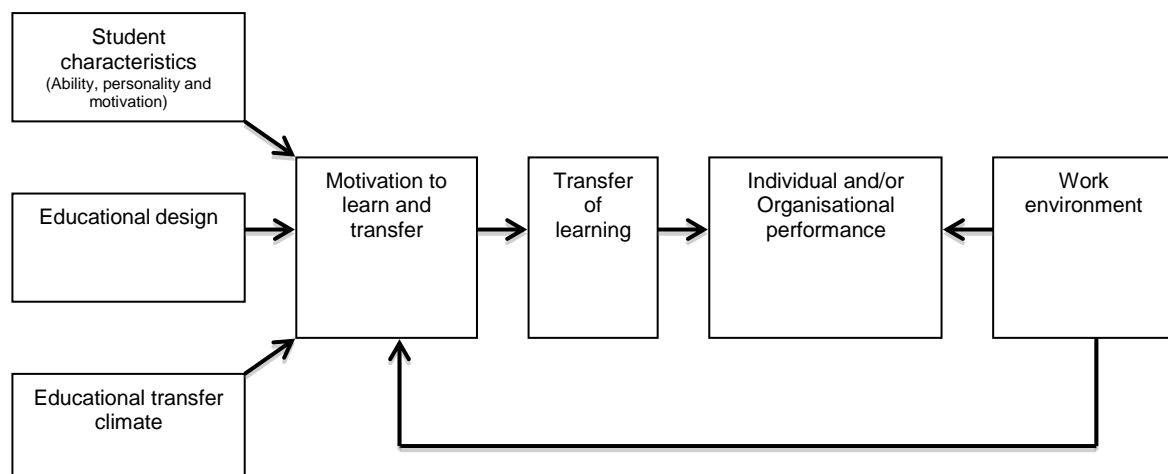 Student
characteristics
(Ability, personality and
motivation)
Educational design
Educational transfer
climate
Motivation to
learn and
transfer
Transfer
of
learning
Individual and/or
Organisational
performance
Work
environment